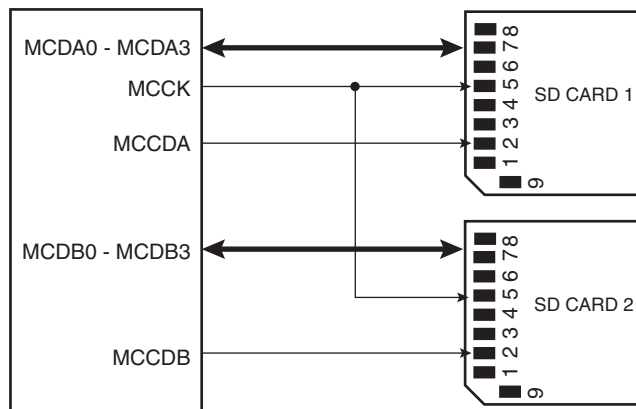 MCDA0 - MCDA3
MCCK
MCCDA
MCDB0 - MCDB3
MCCDB
8
7
6
5
4
3
2
1
9
SD CARD 1
8
7
6
5
4
3
2
1
9
SD CARD 2